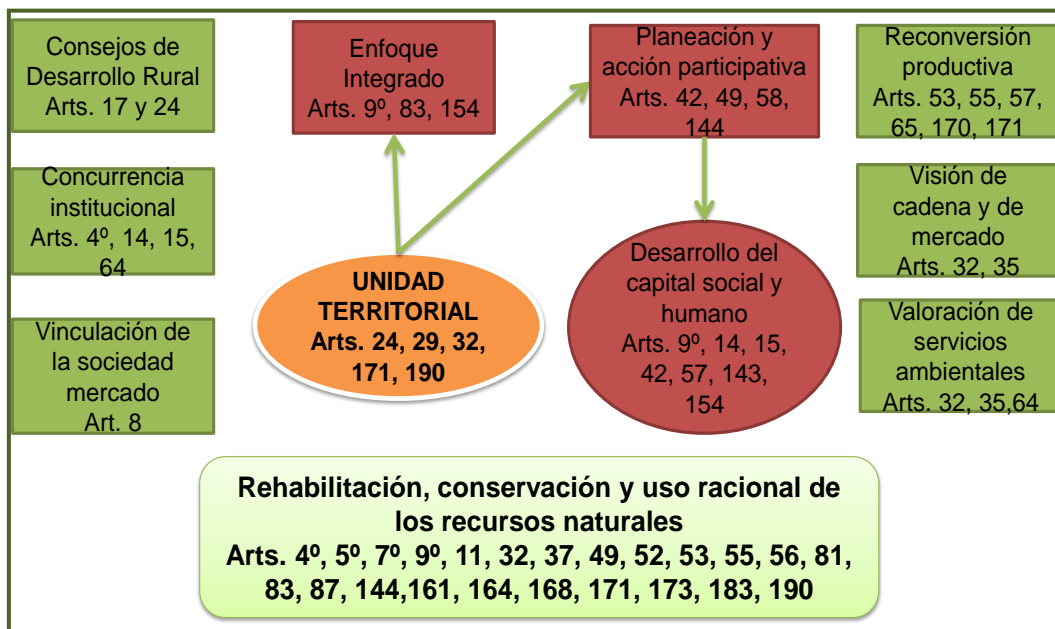 Consejos de
Desarrollo Rural
Arts. 17 y 24
Enfoque
Integrado
Arts. 9º, 83, 154
Planeación y
acción participativa
Arts. 42, 49, 58,
144
Reconversión
productiva
Arts. 53, 55, 57,
65, 170, 171
Concurrencia
institucional
Arts. 4º, 14, 15,
64
Visión de
cadena y de
mercado
Arts. 32, 35
UNIDAD
TERRITORIAL
Arts. 24, 29, 32,
171, 190
Desarrollo del
capital social y
humano
Arts. 9º, 14, 15,
42, 57, 143,
154
Vinculación de
la sociedad
mercado
Art. 8
Valoración de
servicios
ambientales
Arts. 32, 35,64
Rehabilitación, conservación y uso racional de
los recursos naturales
Arts. 4º, 5º, 7º, 9º, 11, 32, 37, 49, 52, 53, 55, 56, 81,
83, 87, 144,161, 164, 168, 171, 173, 183, 190